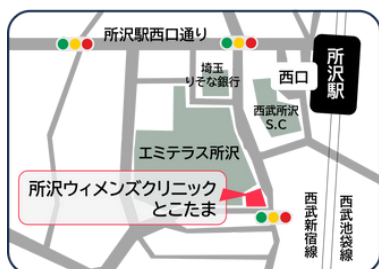 所沢駅西口通り
埼玉
りそな銀行
西口
所沢駅
西武所沢
S.C
エミテラス所沢
所沢ウィメンズクリニック
とこたま
西武新宿線
西武池袋線